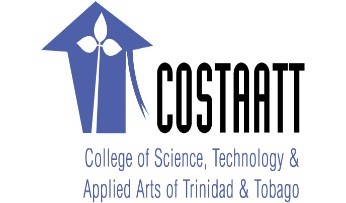 COSTAATT
College of Science, Technology &
Applied Arts of Trinidad & Tobago